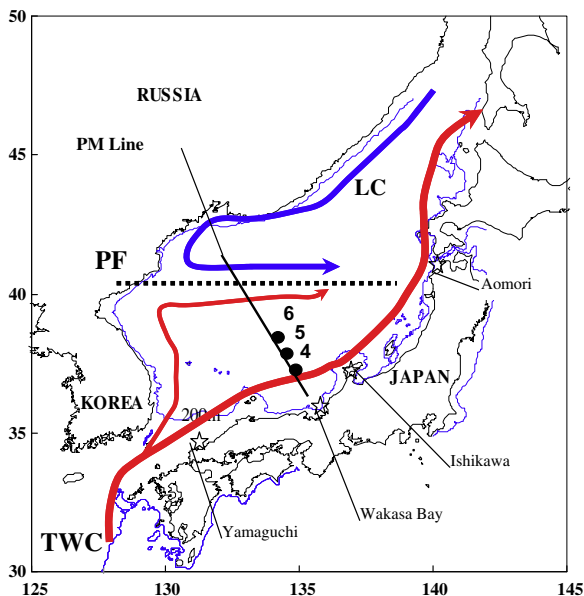 50
RUSSIA
PM Line
45
LC
PF
Aomori
40
6
5
4
KOREA
JAPAN
200m
35
Ishikawa
Wakasa Bay
Yamaguchi
TWC
30
125
130
135
140
145